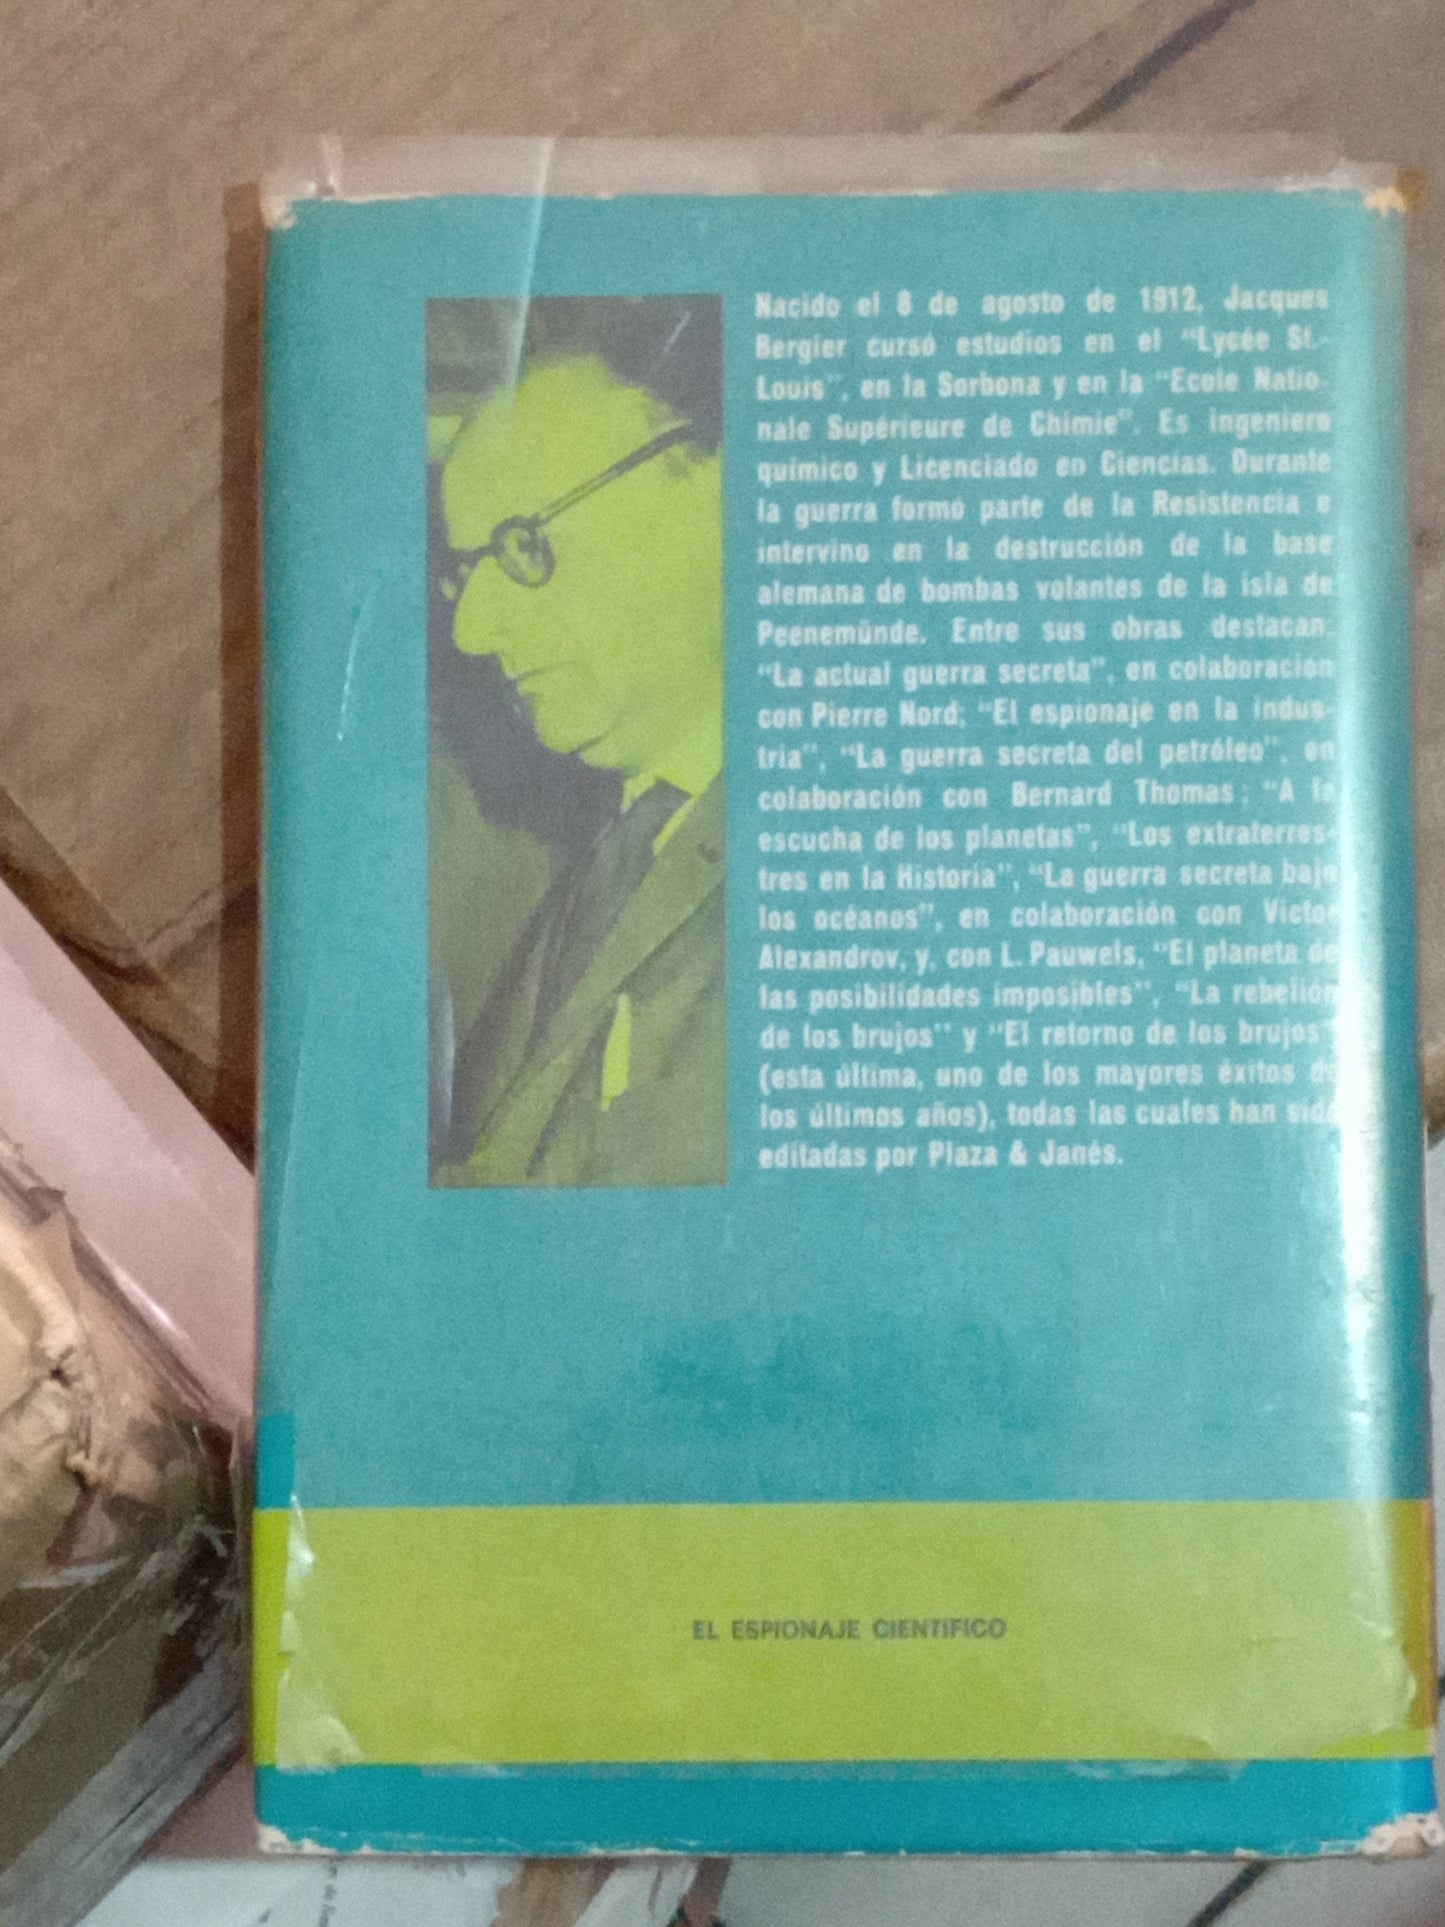 Nacido el 8 de agosto de 1912, Jacques
Bergier cursó estudios en el “Lycée St.-
Louis”, en la Sorbona y en la “Ecole Natio-
nale Supérieure de Chimie”. Es ingeniero
químico y Licenciado en Ciencias. Durante
la guerra formó parte de la Resistencia e
intervino en la destrucción de la base
alemana de bombas volantes de la isla de
Peenemünde. Entre sus obras destacan:
“La actual guerra secreta”, en colaboración
con Pierre Nord; “El espionaje en la indus-
tria”, “La guerra secreta del petróleo”, en
colaboración con Bernard Thomas; “A la
escucha de los planetas”, “Los extraterres-
tres en la Historia”, “La guerra secreta bajo
los océanos”, en colaboración con Victor
Alexandrov, y, con L. Pauwels, “El planeta de
las posibilidades imposibles”, “La rebelión
de los brujos” y “El retorno de los brujos”
(esta última, uno de los mayores éxitos de
los últimos años), todas las cuales han sido
editadas por Plaza & Janés.
EL ESPIONAJE CIENTIFICO